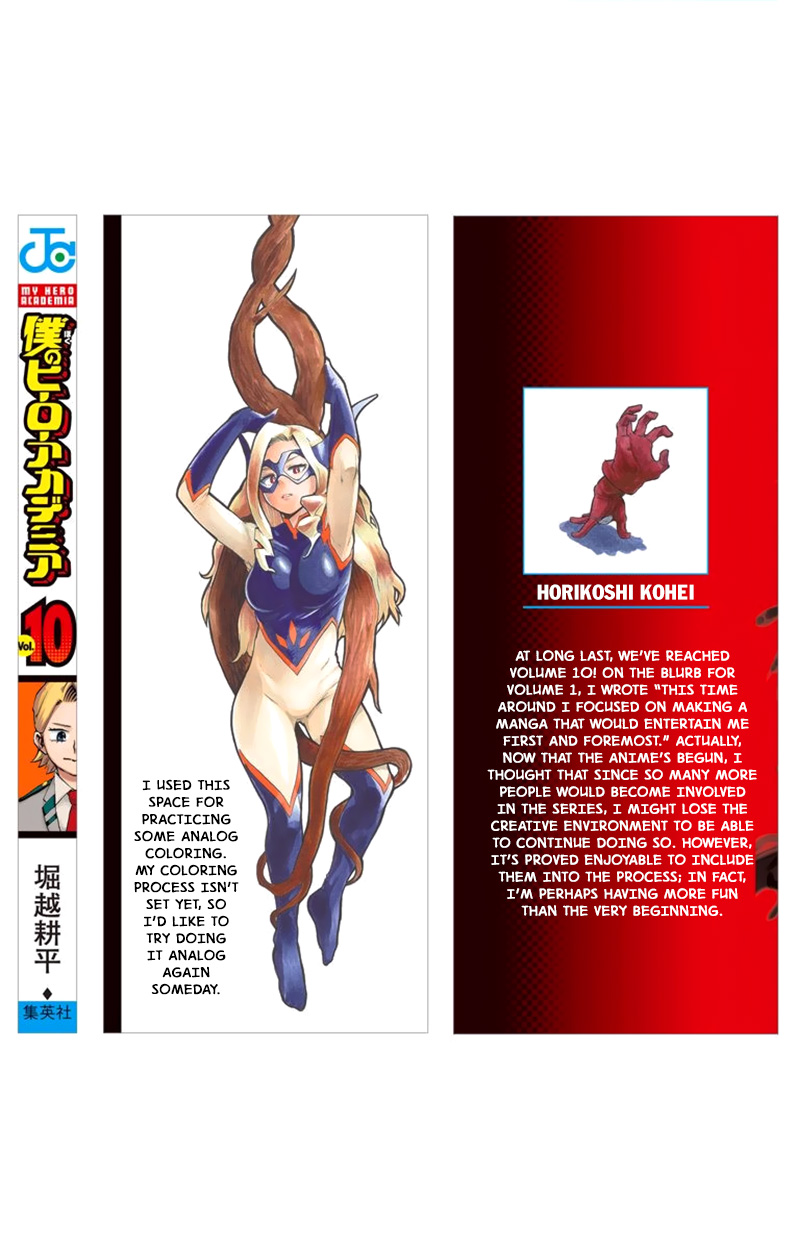 JC
MY HERO
ACADEMIA
僕のヒーローアカデミア
ぼく
Vol.10
堀越耕平
集英社
I USED THIS
SPACE FOR
PRACTICING
SOME ANALOG
COLORING.
MY COLORING
PROCESS ISN'T
SET YET, SO
I'D LIKE TO
TRY DOING
IT ANALOG
AGAIN
SOMEDAY.
HORIKOSHI KOHEI
AT LONG LAST, WE'VE REACHED
VOLUME 10! ON THE BLURB FOR
VOLUME 1, I WROTE "THIS TIME
AROUND I FOCUSED ON MAKING A
MANGA THAT WOULD ENTERTAIN ME
FIRST AND FOREMOST." ACTUALLY,
NOW THAT THE ANIME'S BEGUN, I
THOUGHT THAT SINCE SO MANY MORE
PEOPLE WOULD BECOME INVOLVED
IN THE SERIES, I MIGHT LOSE THE
CREATIVE ENVIRONMENT TO BE ABLE
TO CONTINUE DOING SO. HOWEVER,
IT'S PROVED ENJOYABLE TO INCLUDE
THEM INTO THE PROCESS; IN FACT,
I'M PERHAPS HAVING MORE FUN
THAN THE VERY BEGINNING.